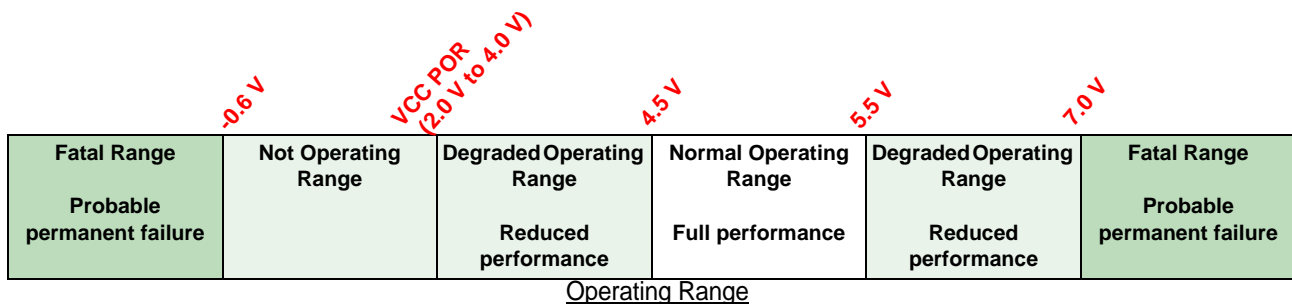 -0.6 V
VCC POR
(2.0 V to 4.0 V)
4.5 V
5.5 V
7.0 V
Fatal Range
Probable
permanent failure
Not Operating
Range
Degraded Operating
Range
Reduced
performance
Normal Operating
Range
Full performance
Degraded Operating
Range
Reduced
performance
Fatal Range
Probable
permanent failure
Operating Range